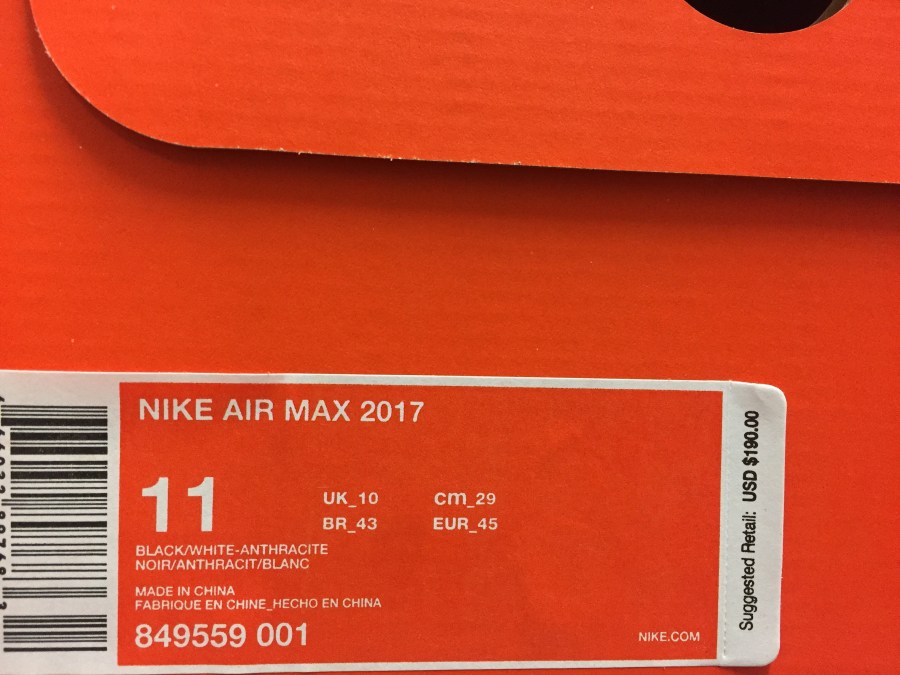 NIKE AIR MAX 2017
11
UK_10 cm_29
BR_43 EUR_45
BLACK/WHITE-ANTHRACITE
NOIR/ANTHRACIT/BLANC
MADE IN CHINA
FABRIQUE EN CHINE_HECHO EN CHINA
849559 001
NIKE.COM
Suggested Retail: USD $190.00